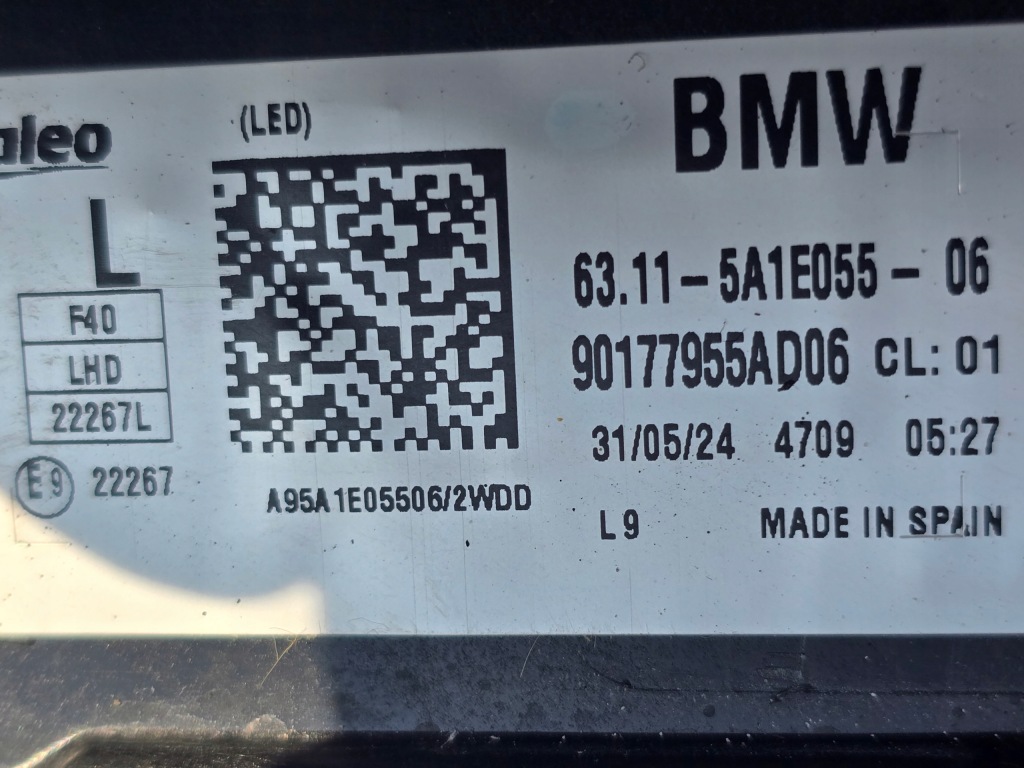 aleo
(LED)
BMW
L
F40
LHD
22267L
E9 22267
A95A1E05506/2WDD
63.11-5A1E055-06
90177955AD06 CL: 01
31/05/24 4709 05:27
L9 MADE IN SPAIN